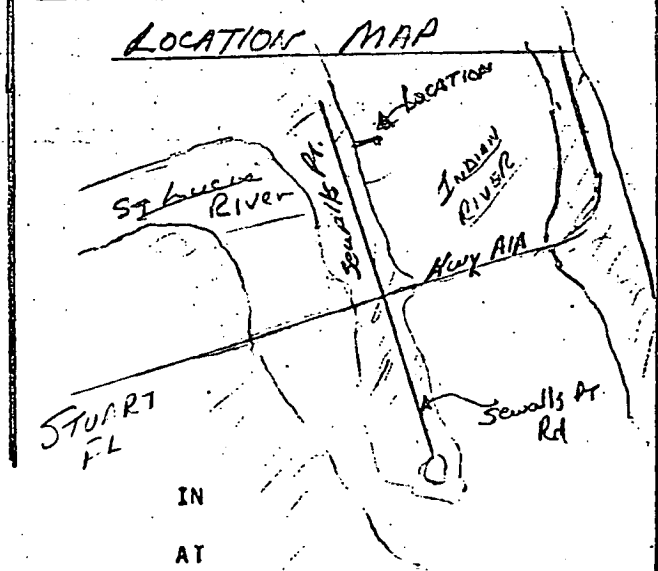 LOCATION MAP
LOCATION
INDIAN
RIVER
St Lucie
River
Sewalls Pt.
Hwy A1A
STUART
FL
Sewalls Pt.
Rd
IN
AT